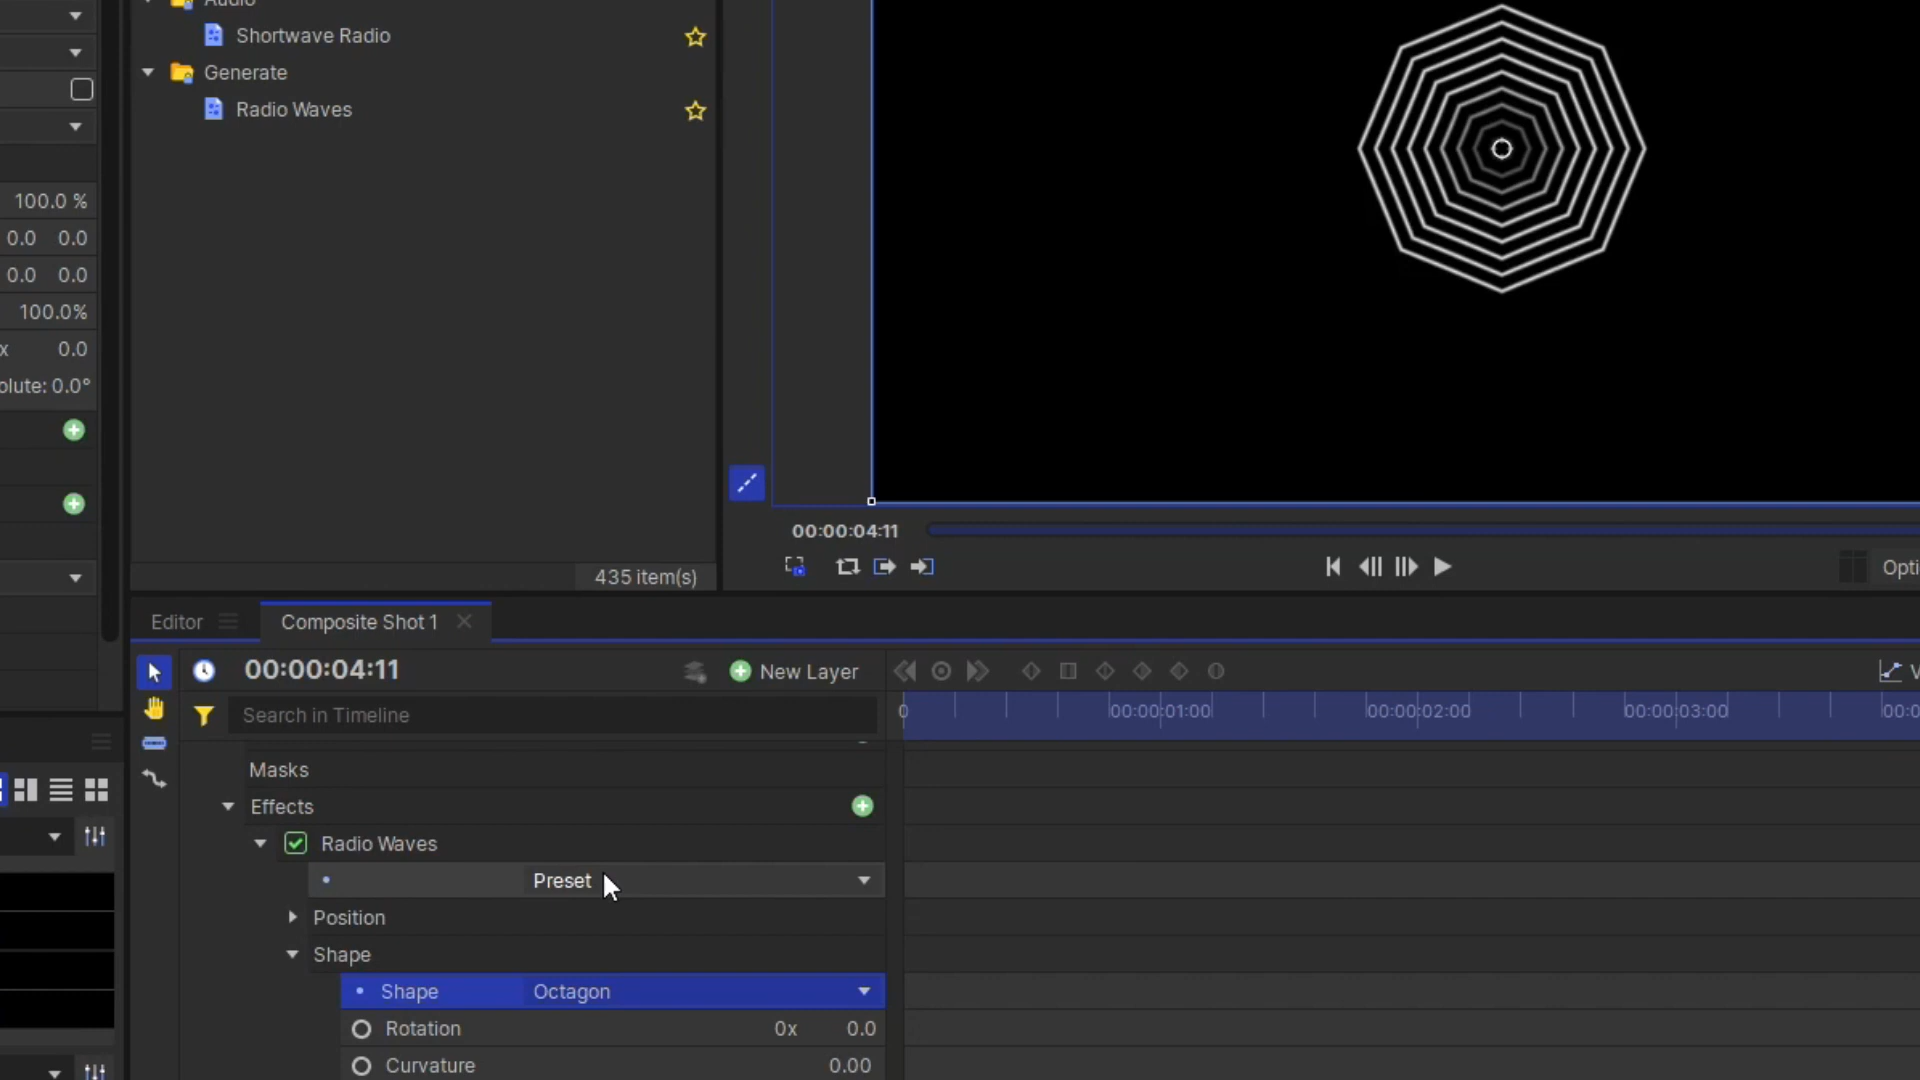 Audio
Shortwave Radio
Generate
Radio Waves
100.0 %
0.0 0.0
0.0 0.0
100.0%
x 0.0
olute: 0.0°
435 item(s)
00:00:04:11
Opti
Editor
Composite Shot 1
00:00:04:11
New Layer
V
Search in Timeline
0 00:00:01:00 00:00:02:00 00:00:03:00 00:0
Masks
Effects
Radio Waves
Preset
Position
Shape
Shape Octagon
Rotation 0x 0.0
Curvature 0.00